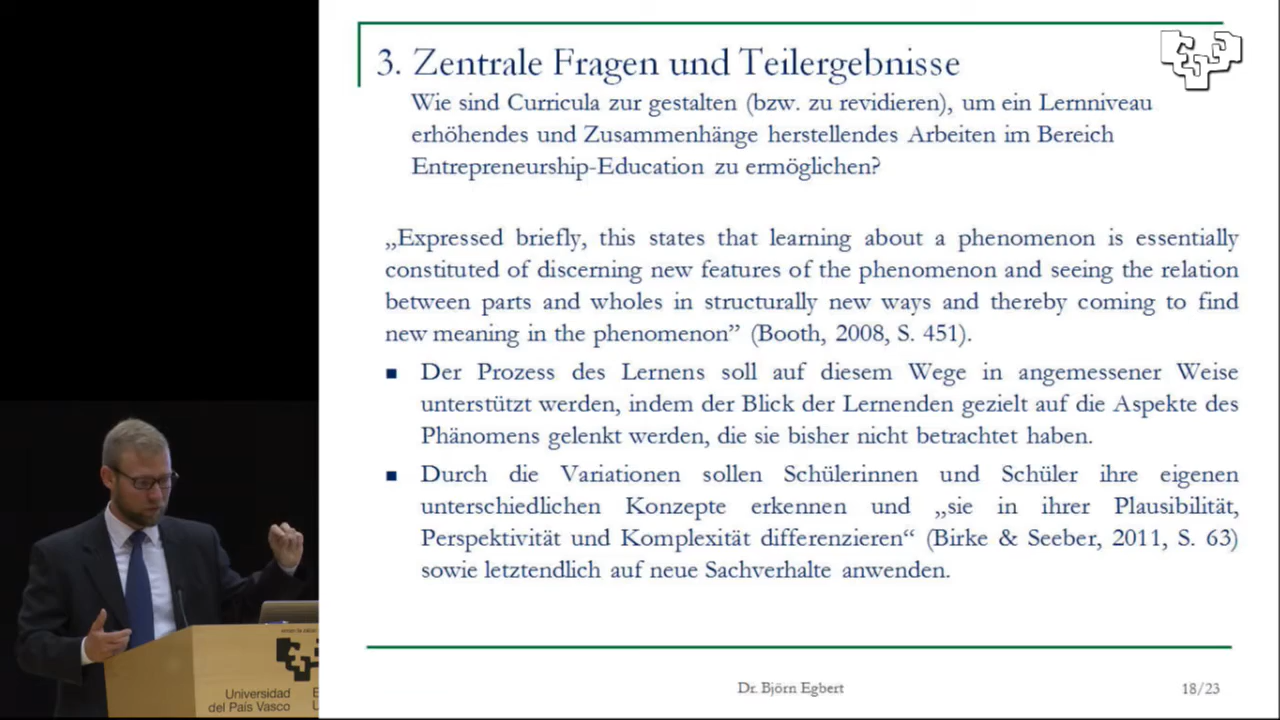 3. Zentrale Fragen und Teilergebnisse
Wie sind Curricula zur gestalten (bzw. zu revidieren), um ein Lernniveau
erhöhendes und Zusammenhänge herstellendes Arbeiten im Bereich
Entrepreneurship-Education zu ermöglichen?
„Expressed briefly, this states that learning about a phenomenon is essentially
constituted of discerning new features of the phenomenon and seeing the relation
between parts and wholes in structurally new ways and thereby coming to find
new meaning in the phenomenon” (Booth, 2008, S. 451).
■ Der Prozess des Lernens soll auf diesem Wege in angemessener Weise
unterstützt werden, indem der Blick der Lernenden gezielt auf die Aspekte des
Phänomens gelenkt werden, die sie bisher nicht betrachtet haben.
■ Durch die Variationen sollen Schülerinnen und Schüler ihre eigenen
unterschiedlichen Konzepte erkennen und „sie in ihrer Plausibilität,
Perspektivität und Komplexität differenzieren“ (Birke & Seeber, 2011, S. 63)
sowie letztendlich auf neue Sachverhalte anwenden.
Dr. Björn Egbert
18/23
Universidad
del País Vasco